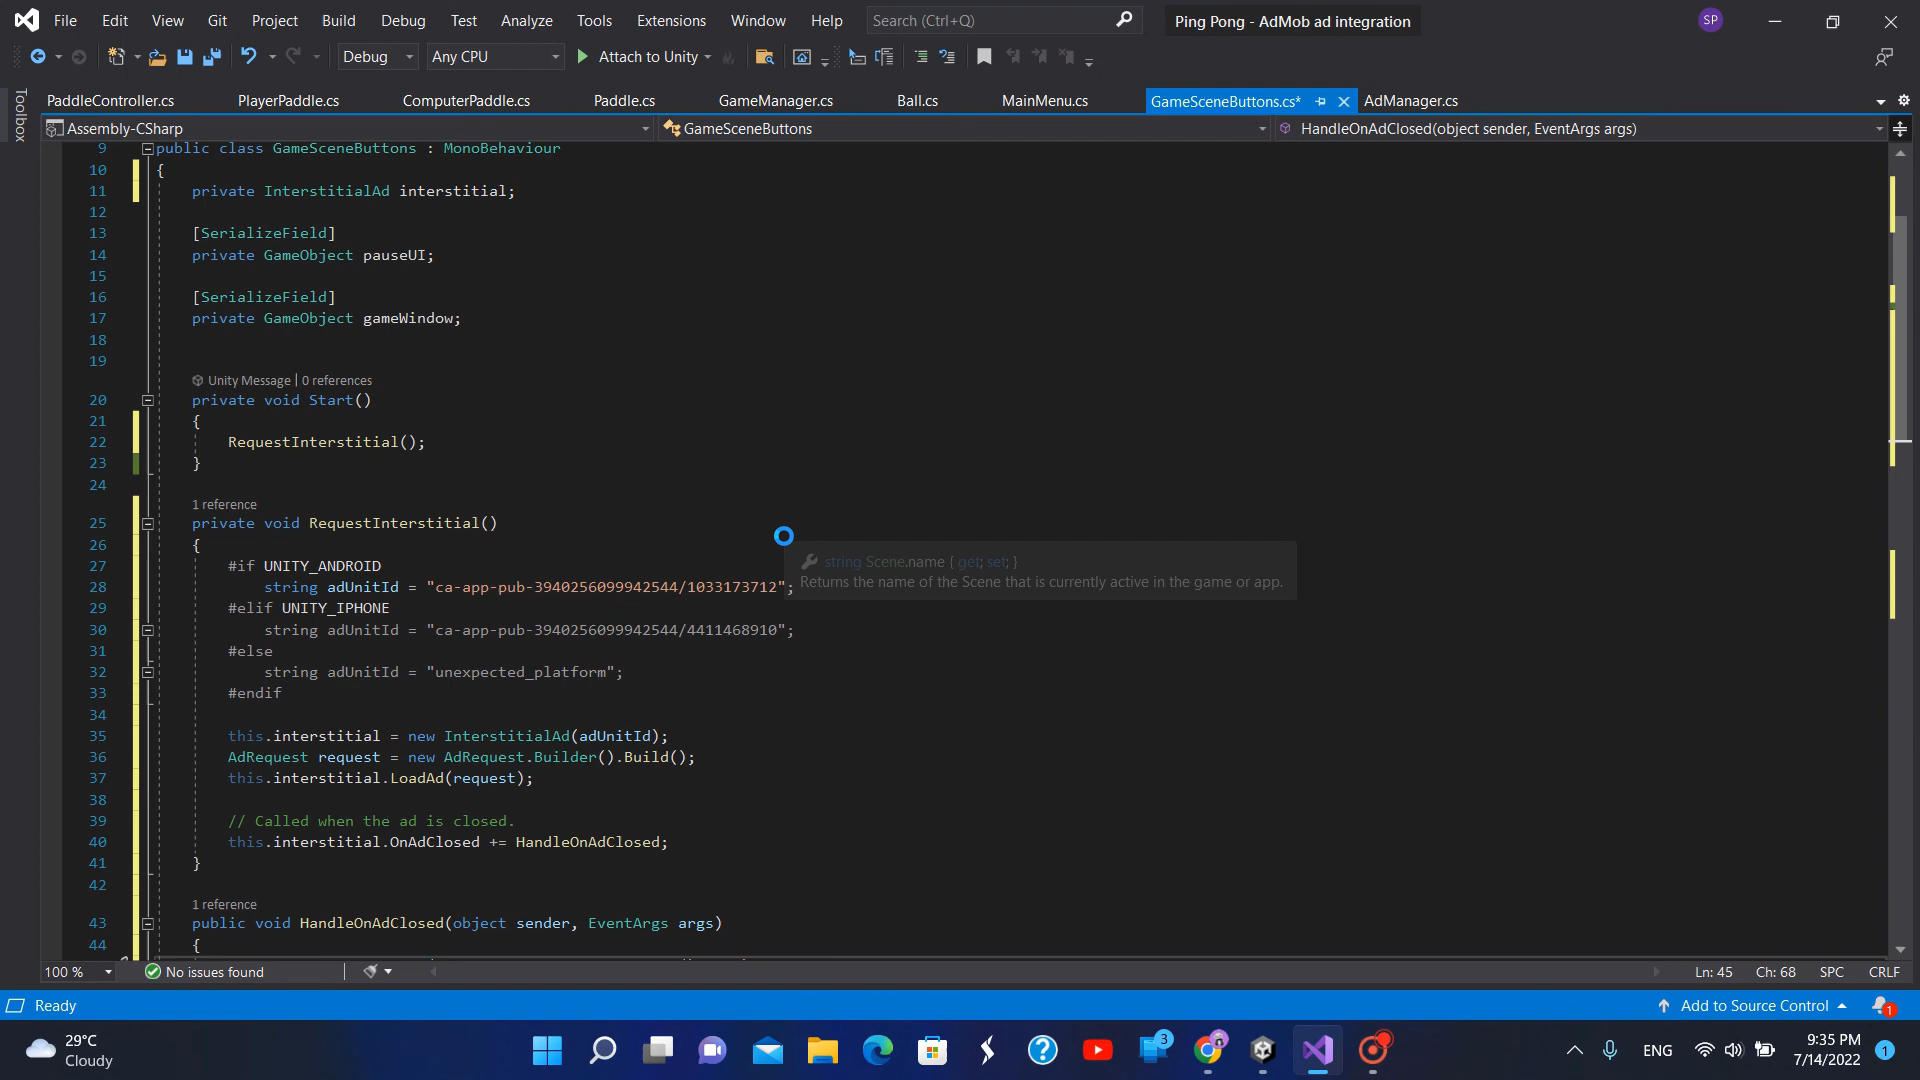 File Edit View Git Project Build Debug Test Analyze Tools Extensions Window Help Search (Ctrl+Q) Ping Pong - AdMob ad integration SP
Debug Any CPU Attach to Unity
Toolbox
PaddleController.cs PlayerPaddle.cs ComputerPaddle.cs Paddle.cs GameManager.cs Ball.cs MainMenu.cs GameSceneButtons.cs* AdManager.cs
Assembly-CSharp GameSceneButtons HandleOnAdClosed(object sender, EventArgs args)
9 public class GameSceneButtons : MonoBehaviour
10 {
11 private InterstitialAd interstitial;
12
13 [SerializeField]
14 private GameObject pauseUI;
15
16 [SerializeField]
17 private GameObject gameWindow;
18
19
Unity Message | 0 references
20 private void Start()
21 {
22 RequestInterstitial();
23 }
24
1 reference
25 private void RequestInterstitial()
26 {
string Scene.name { get; set; }
27 #if UNITY_ANDROID
Returns the name of the Scene that is currently active in the game or app.
28 string adUnitId = "ca-app-pub-3940256099942544/1033173712";
29 #elif UNITY_IPHONE
30 string adUnitId = "ca-app-pub-3940256099942544/4411468910";
31 #else
32 string adUnitId = "unexpected_platform";
33 #endif
34
35 this.interstitial = new InterstitialAd(adUnitId);
36 AdRequest request = new AdRequest.Builder().Build();
37 this.interstitial.LoadAd(request);
38
39 // Called when the ad is closed.
40 this.interstitial.OnAdClosed += HandleOnAdClosed;
41 }
42
1 reference
43 public void HandleOnAdClosed(object sender, EventArgs args)
44 {
100 % No issues found Ln: 45 Ch: 68 SPC CRLF
Ready Add to Source Control 1
29°C
Cloudy
3
ENG
9:35 PM
7/14/2022
1